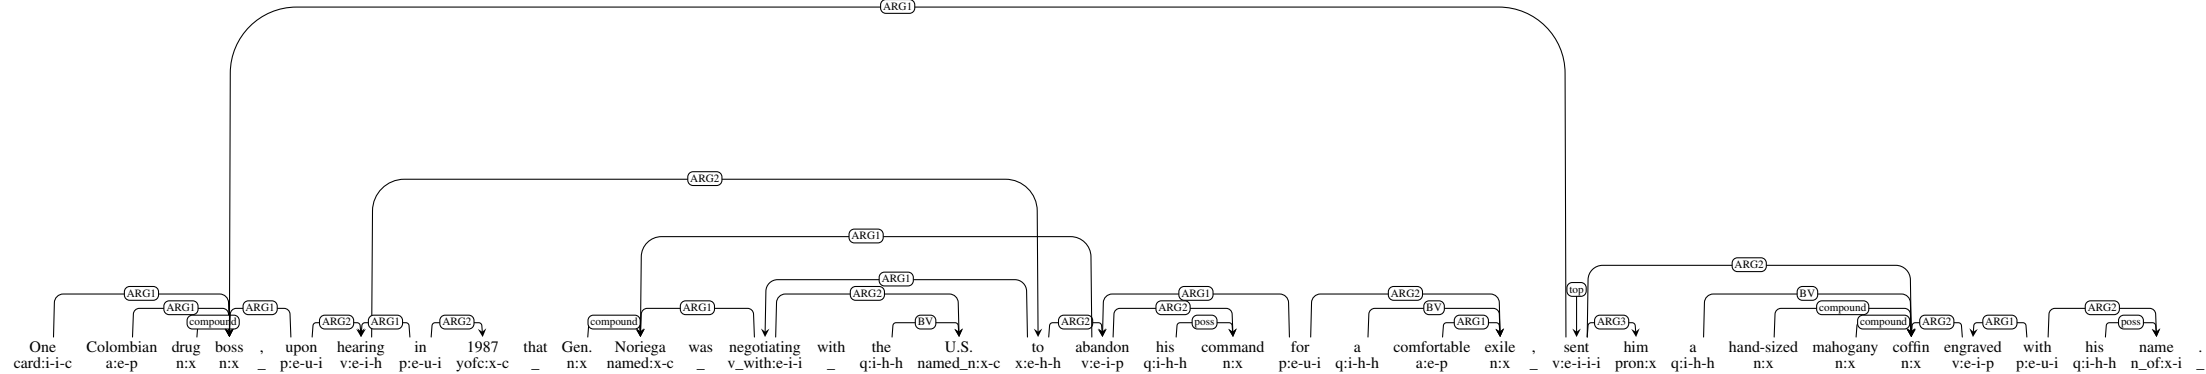 ARG1
ARG2
ARG1
ARG1 ARG2
ARG1 ARG2 ARG1 ARG2 top BV
ARG1 ARG1 ARG1 ARG2 BV compound ARG2
compound ARG2 ARG1 ARG2 compound BV ARG2 poss ARG1 ARG3 compound ARG2 ARG1 poss
One Colombian drug boss , upon hearing in 1987 that Gen. Noriega was negotiating with the U.S. to abandon his command for a comfortable exile , sent him a hand-sized mahogany coffin engraved with his name .
card:i-i-c a:e-p n:x n:x _ p:e-u-i v:e-i-h p:e-u-i yofc:x-c _ n:x named:x-c _ v_with:e-i-i _ q:i-h-h named_n:x-c x:e-h-h v:e-i-p q:i-h-h n:x p:e-u-i q:i-h-h a:e-p n:x _ v:e-i-i-i pron:x q:i-h-h n:x n:x n:x v:e-i-p p:e-u-i q:i-h-h n_of:x-i _